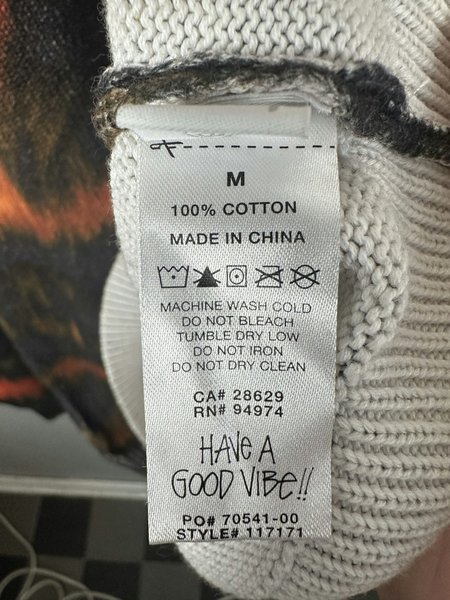 M
100% COTTON
MADE IN CHINA
MACHINE WASH COLD
DO NOT BLEACH
TUMBLE DRY LOW
DO NOT IRON
DO NOT DRY CLEAN
CA# 28629
RN# 94974
HAVE A
GOOD VIBE!!
PO# 70541-00
STYLE# 117171